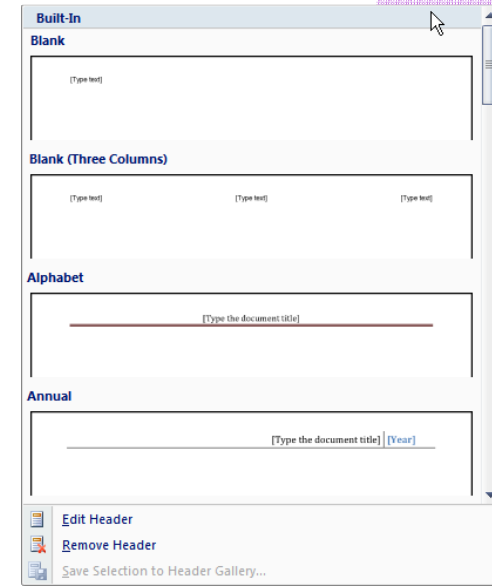 Built-In
Blank
[Type text]
Blank (Three Columns)
[Type text] [Type text] [Type text]
Alphabet
[Type the document title]
Annual
[Type the document title] [Year]
Edit Header
Remove Header
Save Selection to Header Gallery...